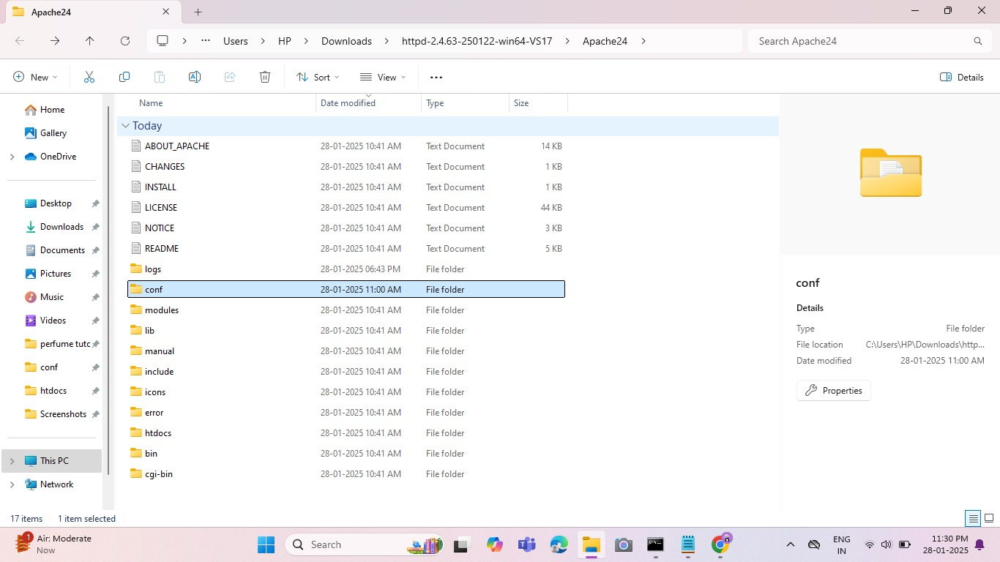 Apache24
Users HP Downloads httpd-2.4.63-250122-win64-VS17 Apache24 Search Apache24
New Sort View Details
Name Date modified Type Size
Home
Gallery
OneDrive
Desktop
Downloads
Documents
Pictures
Music
Videos
perfume tutc
conf
htdocs
Screenshots
This PC
Network
Today
ABOUT_APACHE 28-01-2025 10:41 AM Text Document 14 KB
CHANGES 28-01-2025 10:41 AM Text Document 1 KB
INSTALL 28-01-2025 10:41 AM Text Document 1 KB
LICENSE 28-01-2025 10:41 AM Text Document 44 KB
NOTICE 28-01-2025 10:41 AM Text Document 3 KB
README 28-01-2025 10:41 AM Text Document 5 KB
logs 28-01-2025 06:43 PM File folder
conf 28-01-2025 11:00 AM File folder
modules 28-01-2025 10:41 AM File folder
lib 28-01-2025 10:41 AM File folder
manual 28-01-2025 10:41 AM File folder
include 28-01-2025 10:41 AM File folder
icons 28-01-2025 10:41 AM File folder
error 28-01-2025 10:41 AM File folder
htdocs 28-01-2025 10:41 AM File folder
bin 28-01-2025 10:41 AM File folder
cgi-bin 28-01-2025 10:41 AM File folder
conf
Details
Type File folder
File location C:\Users\HP\Downloads\http...
Date modified 28-01-2025 11:00 AM
Properties
17 items 1 item selected
1 Air: Moderate
Now
Search
ENG
IN
11:30 PM
28-01-2025